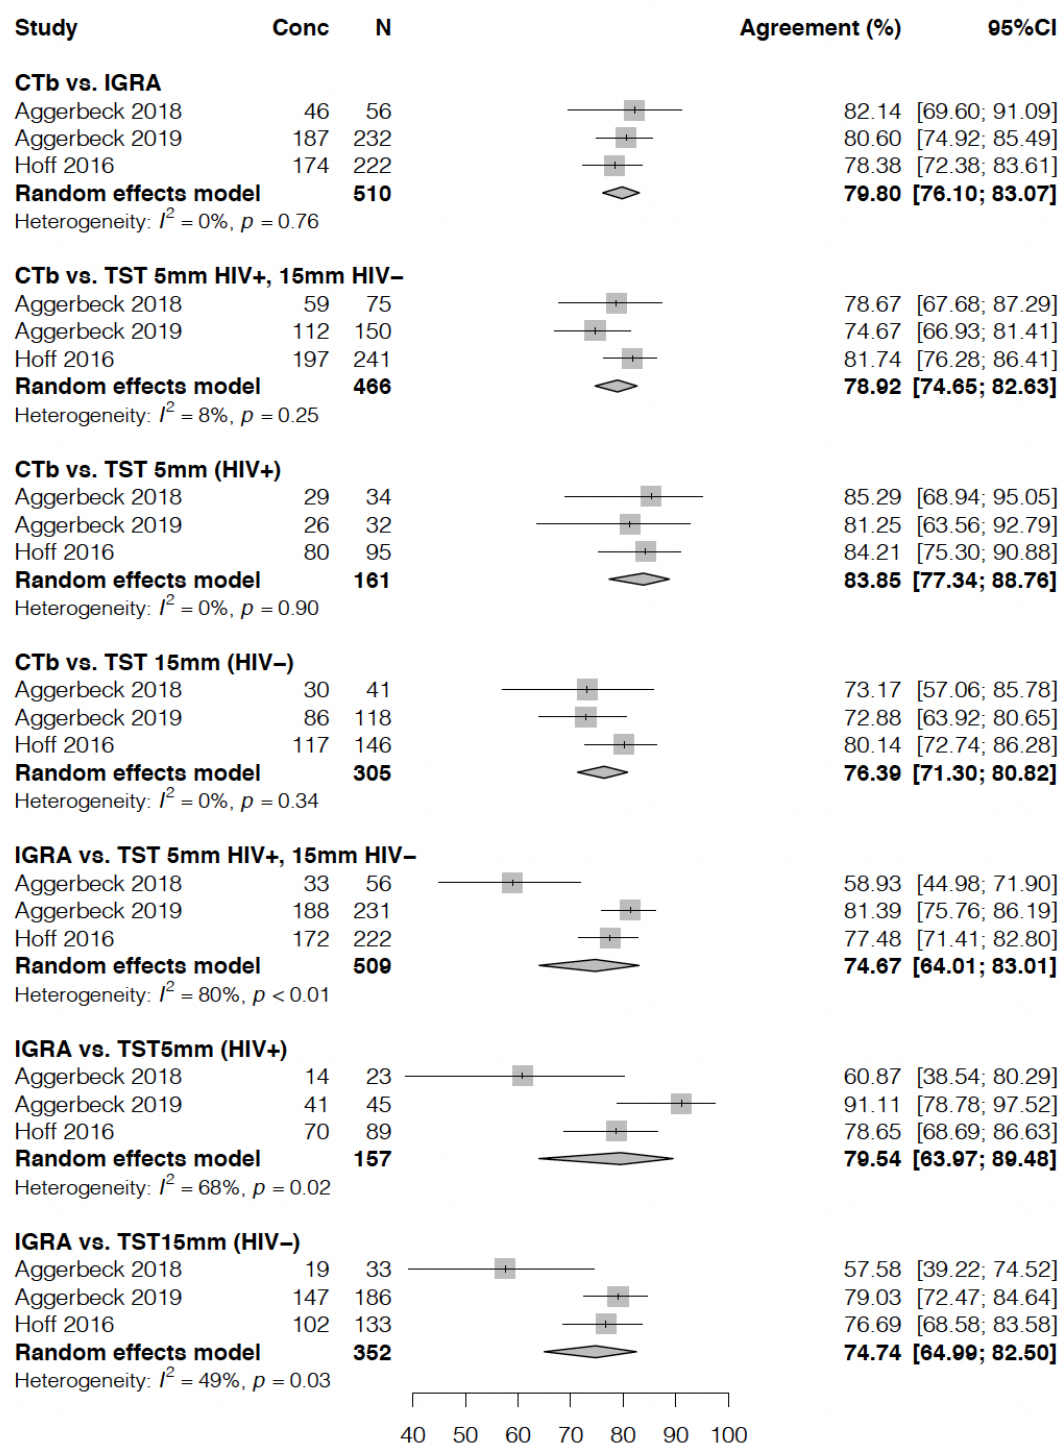 Study Conc N Agreement (%) 95%CI
CTb vs. IGRA
Aggerbeck 2018 46 56 82.14 [69.60; 91.09]
Aggerbeck 2019 187 232 80.60 [74.92; 85.49]
Hoff 2016 174 222 78.38 [72.38; 83.61]
Random effects model 510 79.80 [76.10; 83.07]
Heterogeneity: I² = 0%, p = 0.76
CTb vs. TST 5mm HIV+, 15mm HIV−
Aggerbeck 2018 59 75 78.67 [67.68; 87.29]
Aggerbeck 2019 112 150 74.67 [66.93; 81.41]
Hoff 2016 197 241 81.74 [76.28; 86.41]
Random effects model 466 78.92 [74.65; 82.63]
Heterogeneity: I² = 8%, p = 0.25
CTb vs. TST 5mm (HIV+)
Aggerbeck 2018 29 34 85.29 [68.94; 95.05]
Aggerbeck 2019 26 32 81.25 [63.56; 92.79]
Hoff 2016 80 95 84.21 [75.30; 90.88]
Random effects model 161 83.85 [77.34; 88.76]
Heterogeneity: I² = 0%, p = 0.90
CTb vs. TST 15mm (HIV−)
Aggerbeck 2018 30 41 73.17 [57.06; 85.78]
Aggerbeck 2019 86 118 72.88 [63.92; 80.65]
Hoff 2016 117 146 80.14 [72.74; 86.28]
Random effects model 305 76.39 [71.30; 80.82]
Heterogeneity: I² = 0%, p = 0.34
IGRA vs. TST 5mm HIV+, 15mm HIV−
Aggerbeck 2018 33 56 58.93 [44.98; 71.90]
Aggerbeck 2019 188 231 81.39 [75.76; 86.19]
Hoff 2016 172 222 77.48 [71.41; 82.80]
Random effects model 509 74.67 [64.01; 83.01]
Heterogeneity: I² = 80%, p < 0.01
IGRA vs. TST5mm (HIV+)
Aggerbeck 2018 14 23 60.87 [38.54; 80.29]
Aggerbeck 2019 41 45 91.11 [78.78; 97.52]
Hoff 2016 70 89 78.65 [68.69; 86.63]
Random effects model 157 79.54 [63.97; 89.48]
Heterogeneity: I² = 68%, p = 0.02
IGRA vs. TST15mm (HIV−)
Aggerbeck 2018 19 33 57.58 [39.22; 74.52]
Aggerbeck 2019 147 186 79.03 [72.47; 84.64]
Hoff 2016 102 133 76.69 [68.58; 83.58]
Random effects model 352 74.74 [64.99; 82.50]
Heterogeneity: I² = 49%, p = 0.03
40 50 60 70 80 90 100